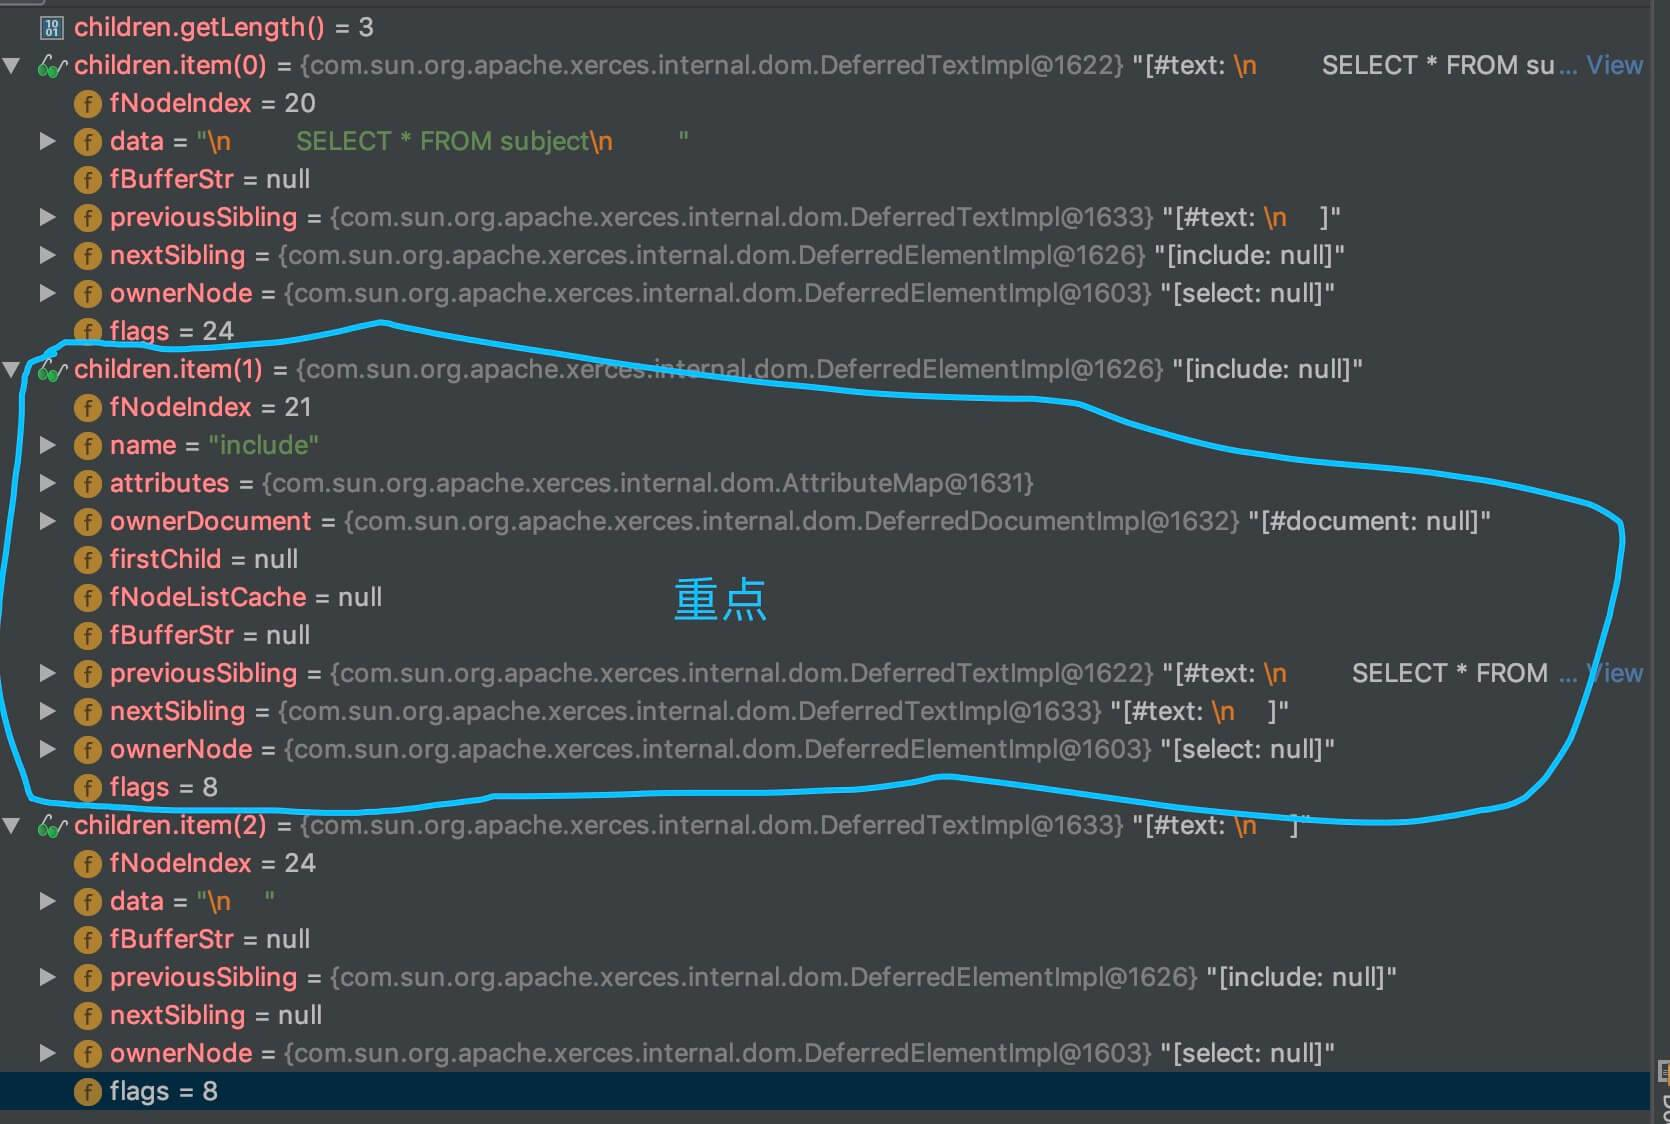 children.getLength() = 3
children.item(0) = {com.sun.org.apache.xerces.internal.dom.DeferredTextImpl@1622} "[#text: \n        SELECT * FROM su... View
f fNodeIndex = 20
f data = "\n        SELECT * FROM subject\n        "
f fBufferStr = null
f previousSibling = {com.sun.org.apache.xerces.internal.dom.DeferredTextImpl@1633} "[#text: \n    ]"
f nextSibling = {com.sun.org.apache.xerces.internal.dom.DeferredElementImpl@1626} "[include: null]"
f ownerNode = {com.sun.org.apache.xerces.internal.dom.DeferredElementImpl@1603} "[select: null]"
f flags = 24
children.item(1) = {com.sun.org.apache.xerces.internal.dom.DeferredElementImpl@1626} "[include: null]"
f fNodeIndex = 21
f name = "include"
f attributes = {com.sun.org.apache.xerces.internal.dom.AttributeMap@1631}
f ownerDocument = {com.sun.org.apache.xerces.internal.dom.DeferredDocumentImpl@1632} "[#document: null]"
f firstChild = null
f fNodeListCache = null
重点
f fBufferStr = null
f previousSibling = {com.sun.org.apache.xerces.internal.dom.DeferredTextImpl@1622} "[#text: \n        SELECT * FROM ... View
f nextSibling = {com.sun.org.apache.xerces.internal.dom.DeferredTextImpl@1633} "[#text: \n    ]"
f ownerNode = {com.sun.org.apache.xerces.internal.dom.DeferredElementImpl@1603} "[select: null]"
f flags = 8
children.item(2) = {com.sun.org.apache.xerces.internal.dom.DeferredTextImpl@1633} "[#text: \n    ]"
f fNodeIndex = 24
f data = "\n    "
f fBufferStr = null
f previousSibling = {com.sun.org.apache.xerces.internal.dom.DeferredElementImpl@1626} "[include: null]"
f nextSibling = null
f ownerNode = {com.sun.org.apache.xerces.internal.dom.DeferredElementImpl@1603} "[select: null]"
f flags = 8